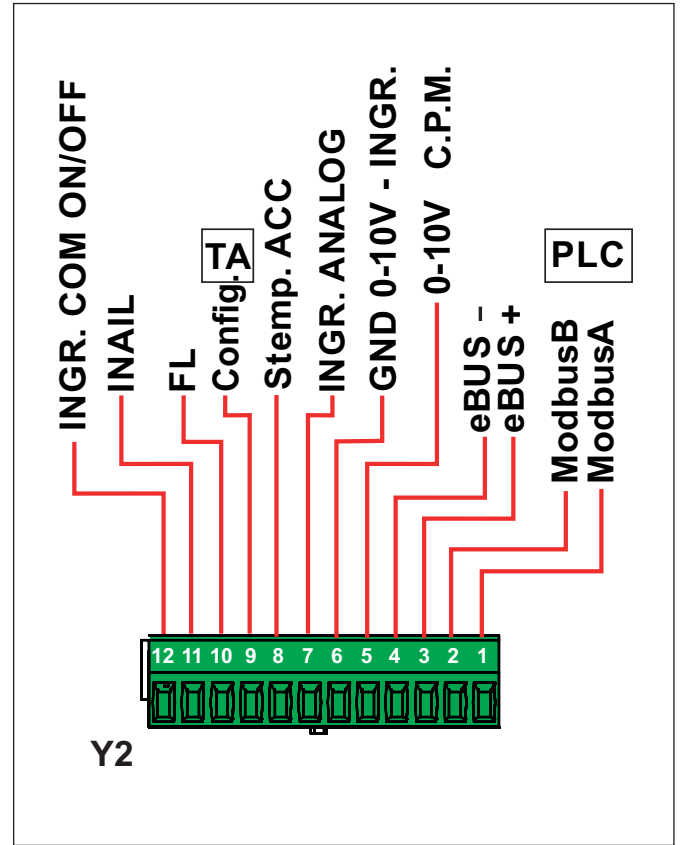 INGR. COM ON/OFF
INAIL
FL
TA
Config.
Stemp. ACC
INGR. ANALOG
GND 0-10V - INGR.
0-10V C.P.M.
eBUS –
eBUS +
PLC
ModbusB
ModbusA
12 11 10 9 8 7 6 5 4 3 2 1
Y2